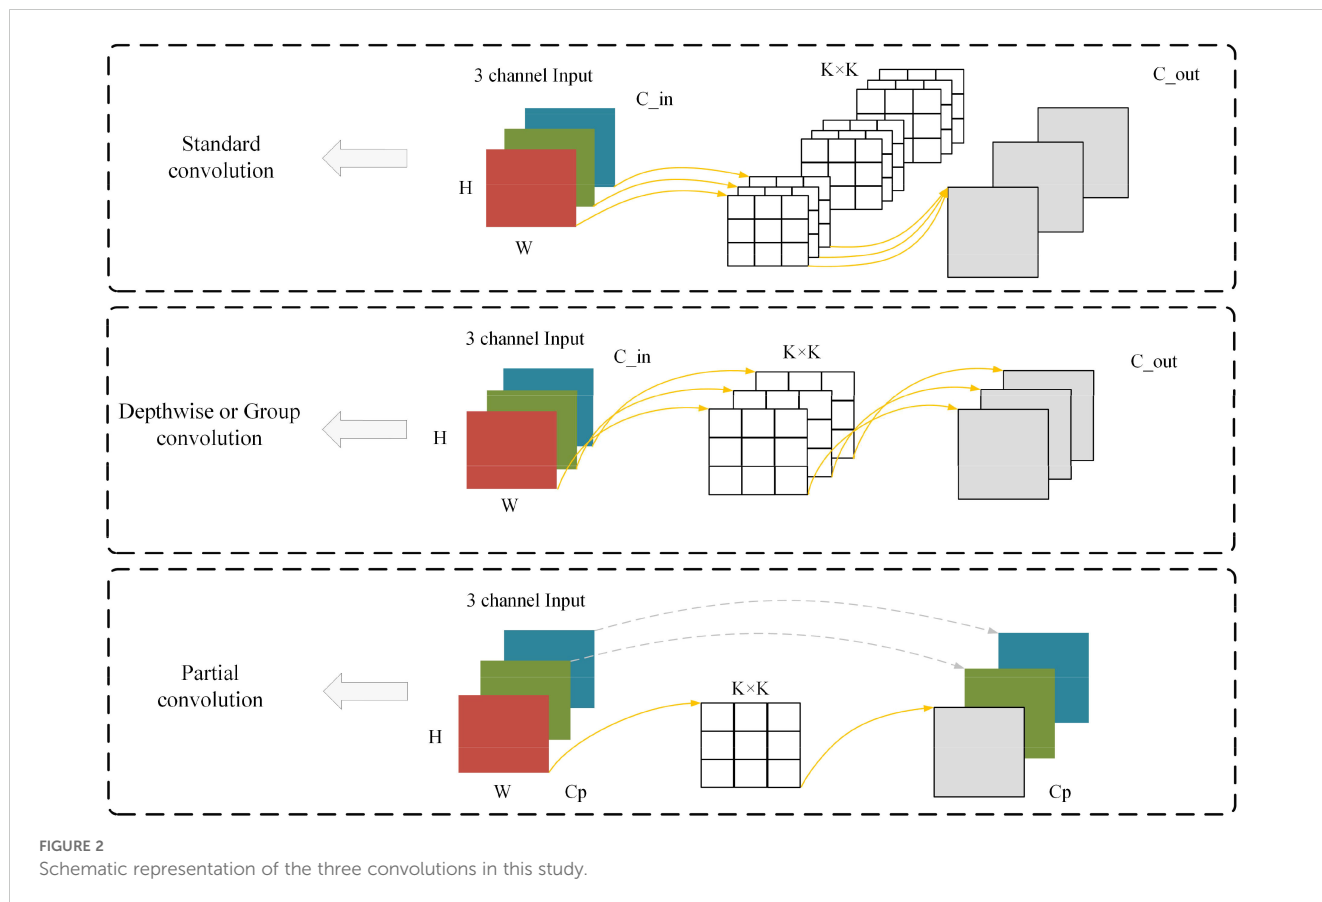 3 channel Input
C_in
K×K
C_out
Standard
convolution
H
W
3 channel Input
C_in
K×K
C_out
Depthwise or Group
convolution
H
W
3 channel Input
Partial
convolution
K×K
H
W
Cp
Cp
FIGURE 2
Schematic representation of the three convolutions in this study.